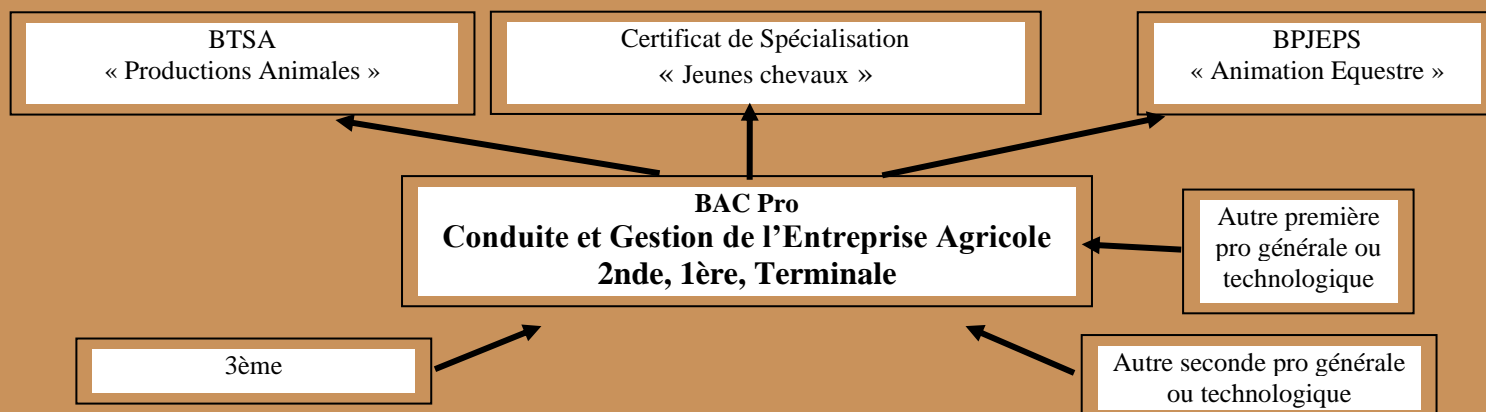 BTSA
« Productions Animales »
Certificat de Spécialisation
« Jeunes chevaux »
BPJEPS
« Animation Equestre »
BAC Pro
Conduite et Gestion de l’Entreprise Agricole
2nde, 1ère, Terminale
Autre première
pro générale ou
technologique
3ème
Autre seconde pro générale
ou technologique